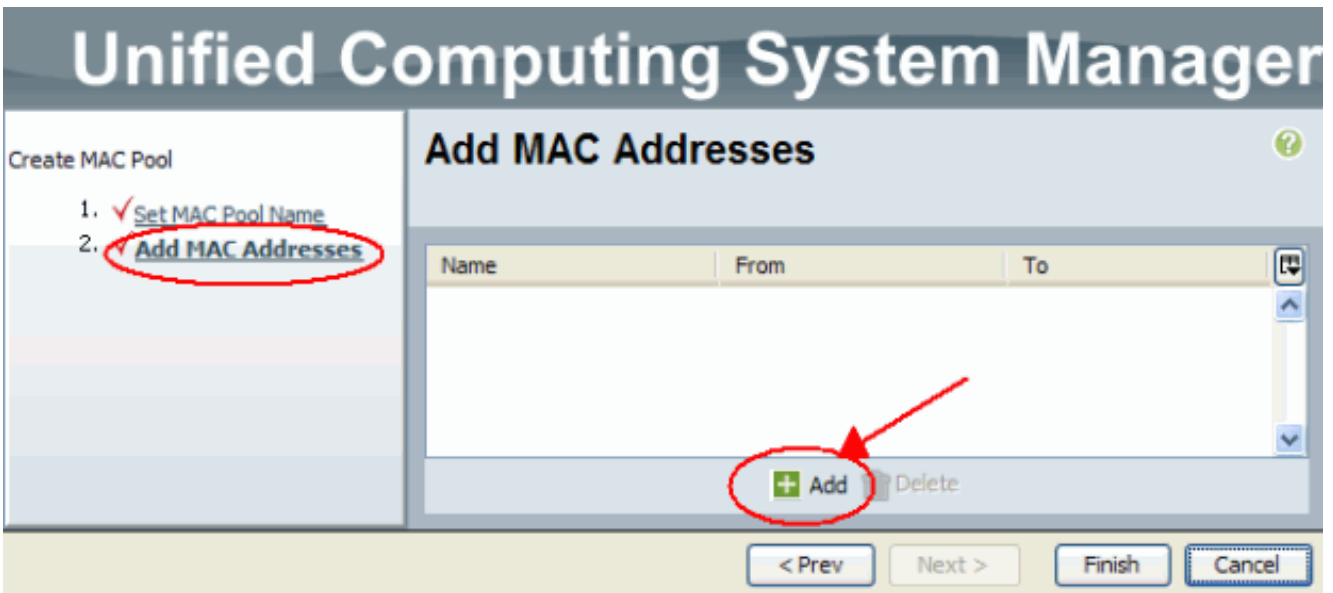 Unified Computing System Manager
Create MAC Pool
1. Set MAC Pool Name
2. Add MAC Addresses
Add MAC Addresses
?
Name From To
Add Delete
< Prev Next > Finish Cancel